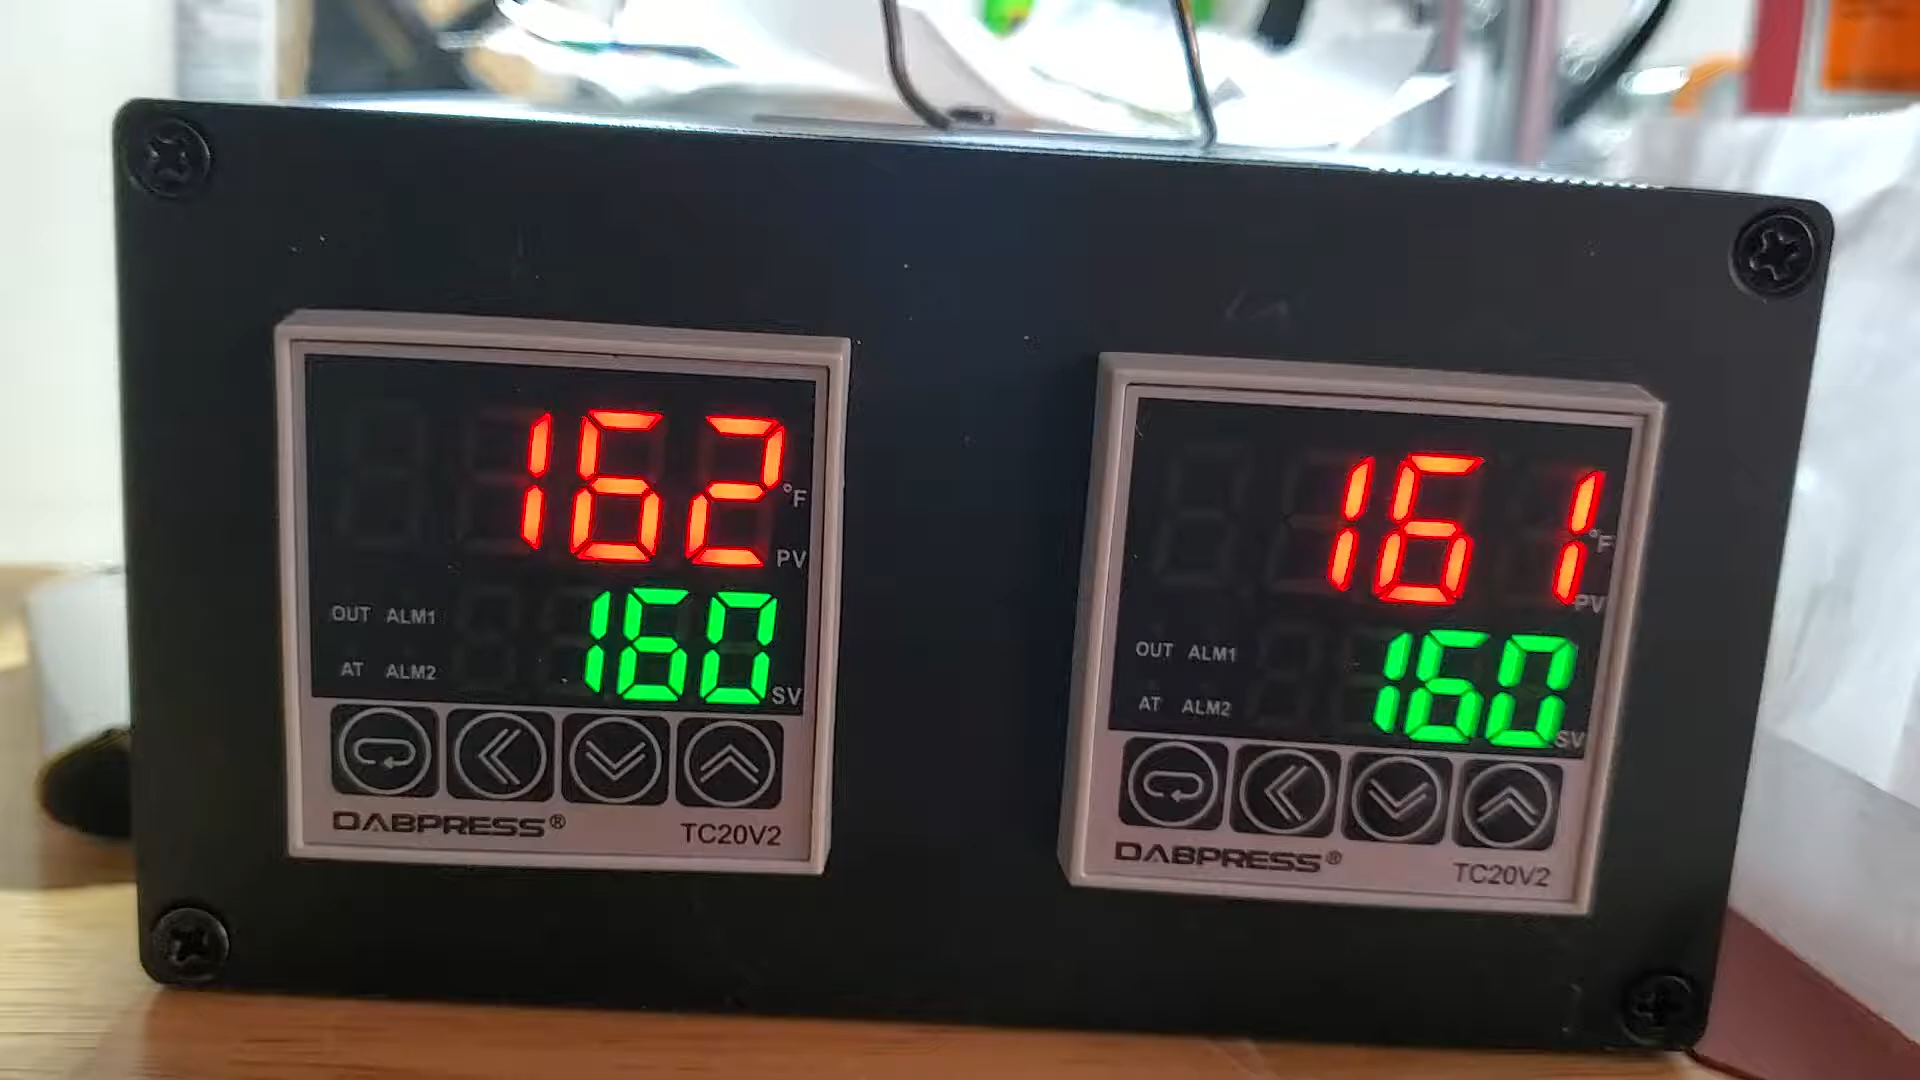 162 °F
PV
OUT ALM1 160
AT ALM2 SV
DABPRESS® TC20V2
161 °F
PV
OUT ALM1 160
AT ALM2 SV
DABPRESS® TC20V2